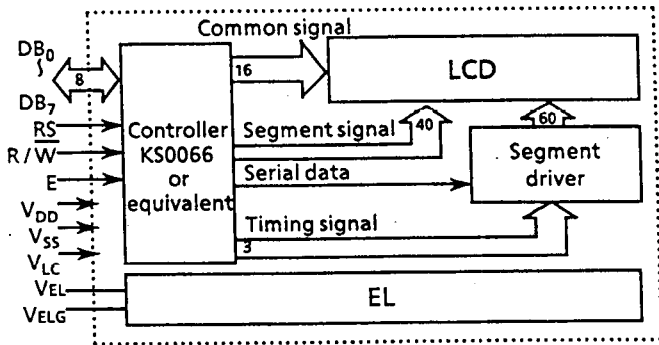 Common signal
DB0
8
16
LCD
DB7
RS
Controller
KS0066
or
equivalent
Segment signal
40
60
R/W
Segment
driver
E
Serial data
VDD
Timing signal
VSS
3
VLC
VEL
EL
VELG